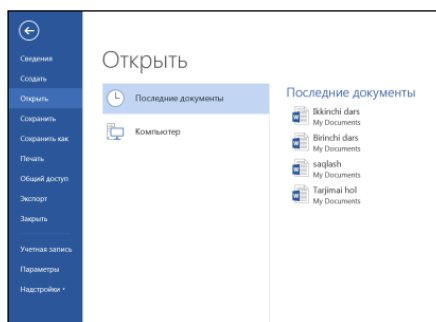 Сведения
Создать
Открыть
Сохранить
Сохранить как
Печать
Общий доступ
Экспорт
Закрыть
Учетная запись
Параметры
Надстройки
Открыть
Последние документы
Компьютер
Последние документы
Ikkinchi dars
My Documents
Birinchi dars
My Documents
saqlash
My Documents
Tarjimai hol
My Documents